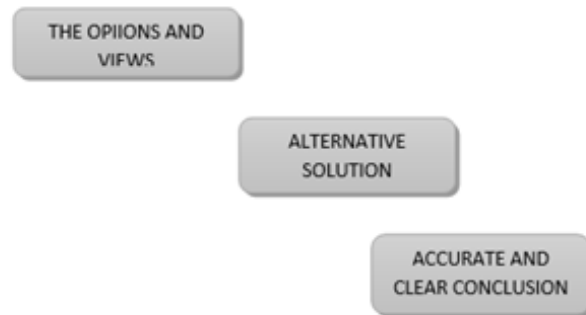 THE OPIIONS AND
VIEWS
ALTERNATIVE
SOLUTION
ACCURATE AND
CLEAR CONCLUSION